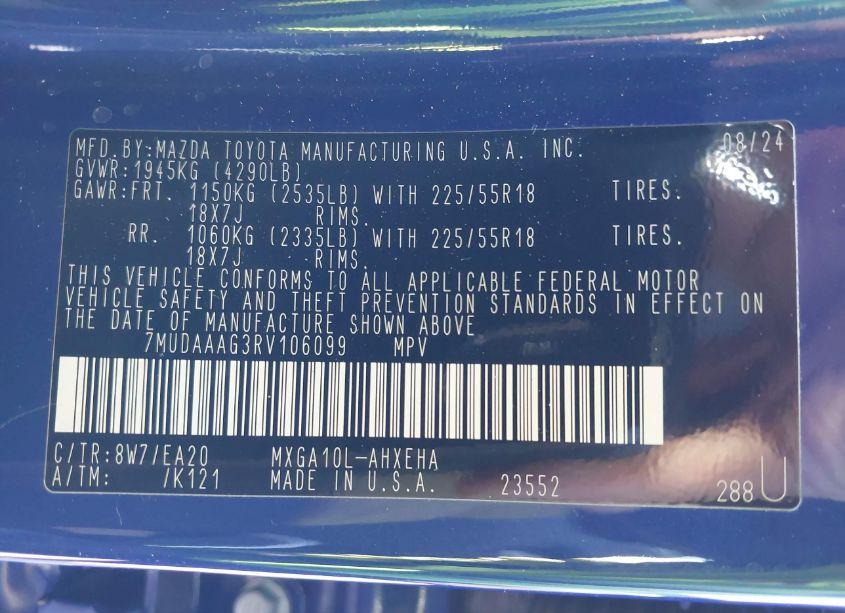 MFD.BY:MAZDA TOYOTA MANUFACTURING U.S.A. INC. 08/24
GVWR:1945KG (4290LB)
GAWR:FRT. 1150KG (2535LB) WITH 225/55R18 TIRES.
18X7J RIMS.
RR. 1060KG (2335LB) WITH 225/55R18 TIRES.
18X7J RIMS.
THIS VEHICLE CONFORMS TO ALL APPLICABLE FEDERAL MOTOR
VEHICLE SAFETY AND THEFT PREVENTION STANDARDS IN EFFECT ON
THE DATE OF MANUFACTURE SHOWN ABOVE
7MUDAAAG3RV106099 MPV
C/TR:8W7/EA20 MXGA10L-AHXEHA
A/TM: /K121 MADE IN U.S.A. 23552 288 U